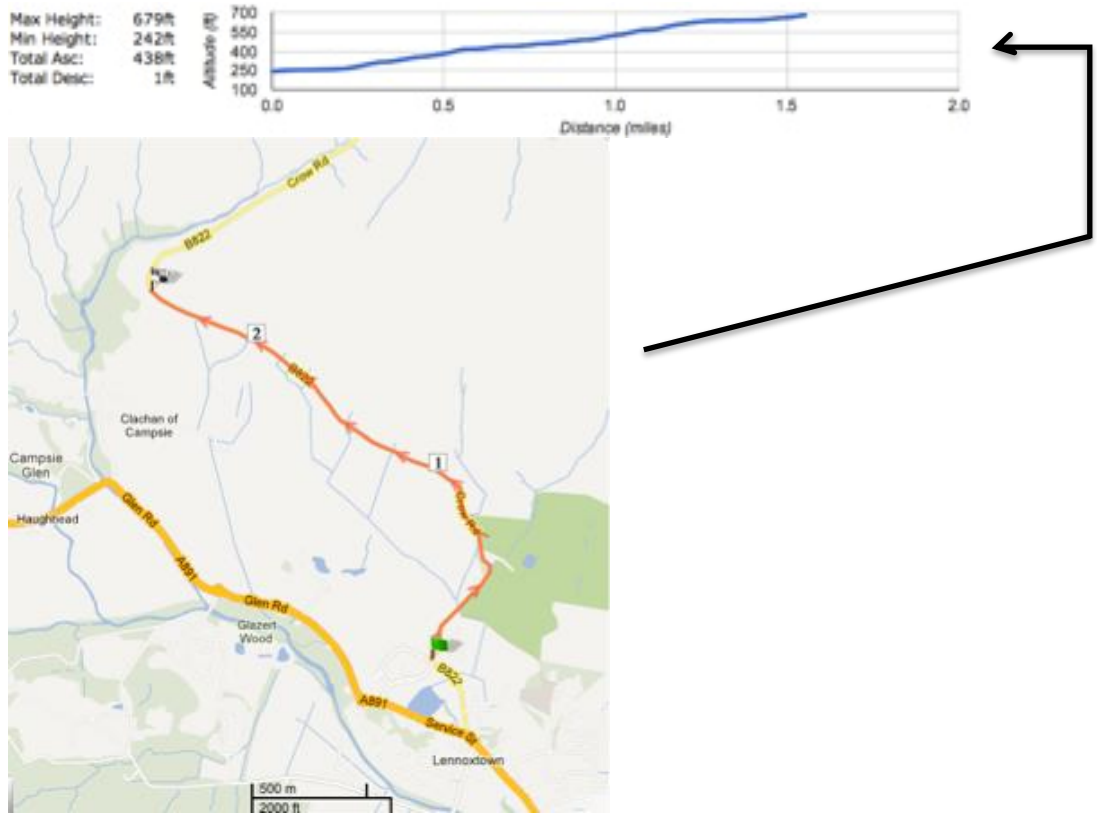 Max Height: 679ft
Min Height: 242ft
Total Asc: 438ft
Total Desc: 1ft
Altitude (ft)
700
550
400
250
100
0.0 0.5 1.0 1.5 2.0
Distance (miles)
Crow Rd
B822
2
B822
Clachan of
Campsie
1
Campsie
Glen
Crow Rd
Haughhead
Glen Rd
A891
Glen Rd
Glazert
Wood
B822
A891
Service St
Lennoxtown
500 m
2000 ft